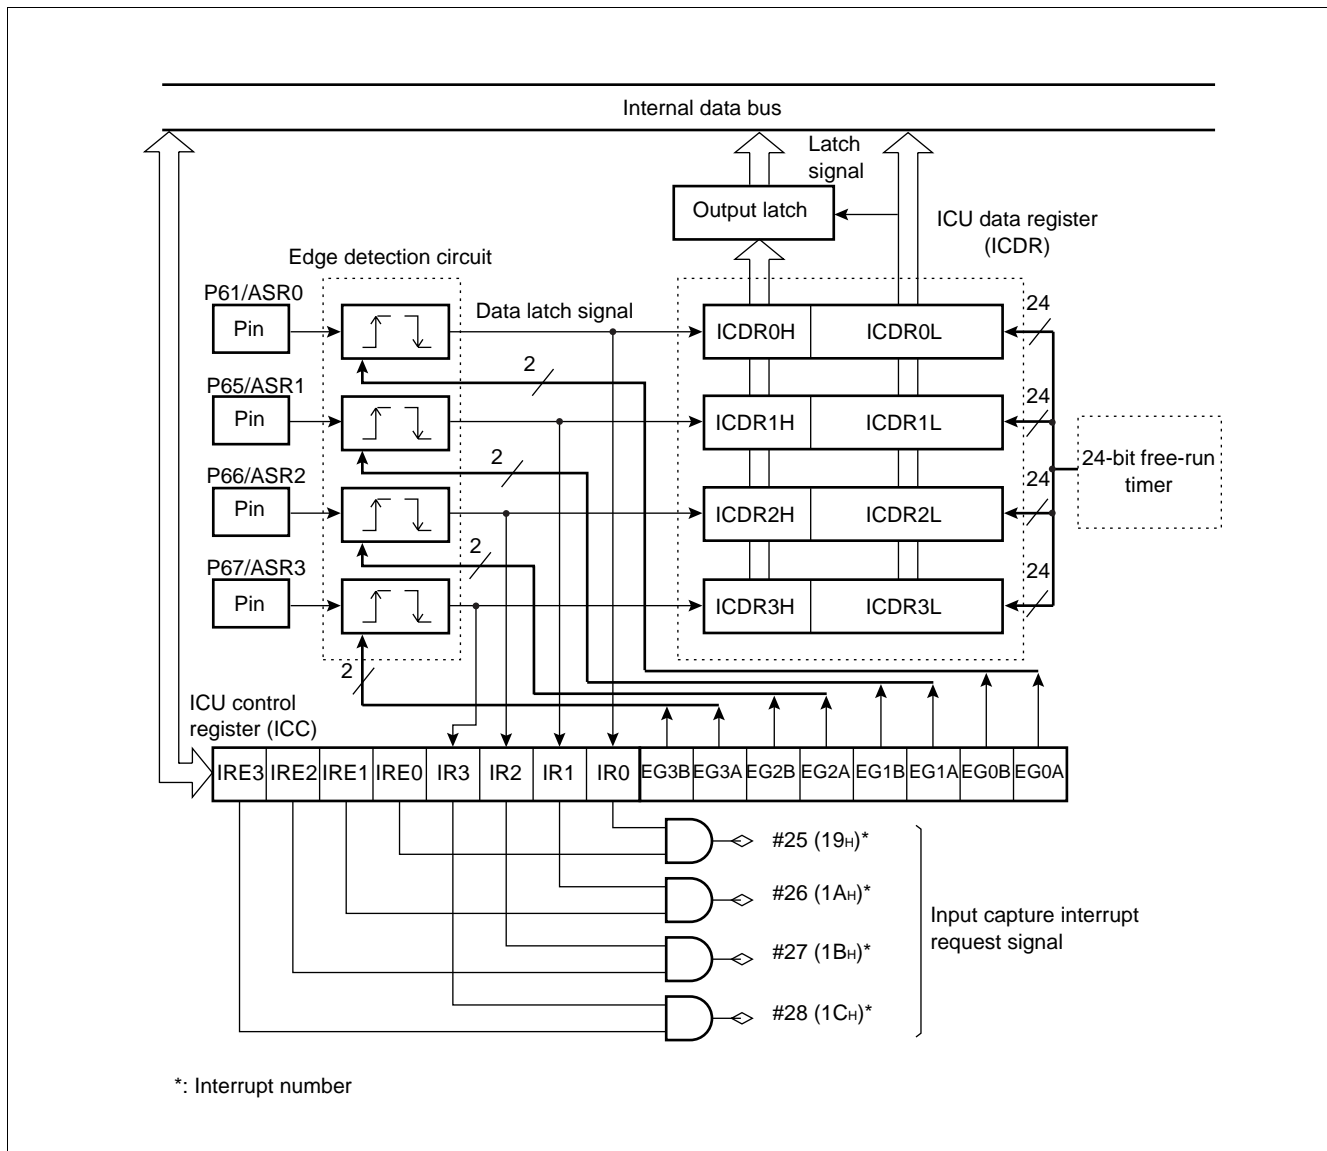 Internal data bus
Latch
signal
Output latch
ICU data register
(ICDR)
Edge detection circuit
P61/ASR0
Pin
Data latch signal
ICDR0H
ICDR0L
24
2
P65/ASR1
Pin
ICDR1H
ICDR1L
24
2
24-bit free-run
timer
P66/ASR2
Pin
ICDR2H
ICDR2L
24
2
P67/ASR3
Pin
ICDR3H
ICDR3L
24
2
ICU control
register (ICC)
IRE3 IRE2 IRE1 IRE0 IR3 IR2 IR1 IR0 EG3B EG3A EG2B EG2A EG1B EG1A EG0B EG0A
#25 (19H)*
#26 (1AH)*
#27 (1BH)*
#28 (1CH)*
Input capture interrupt
request signal
*: Interrupt number